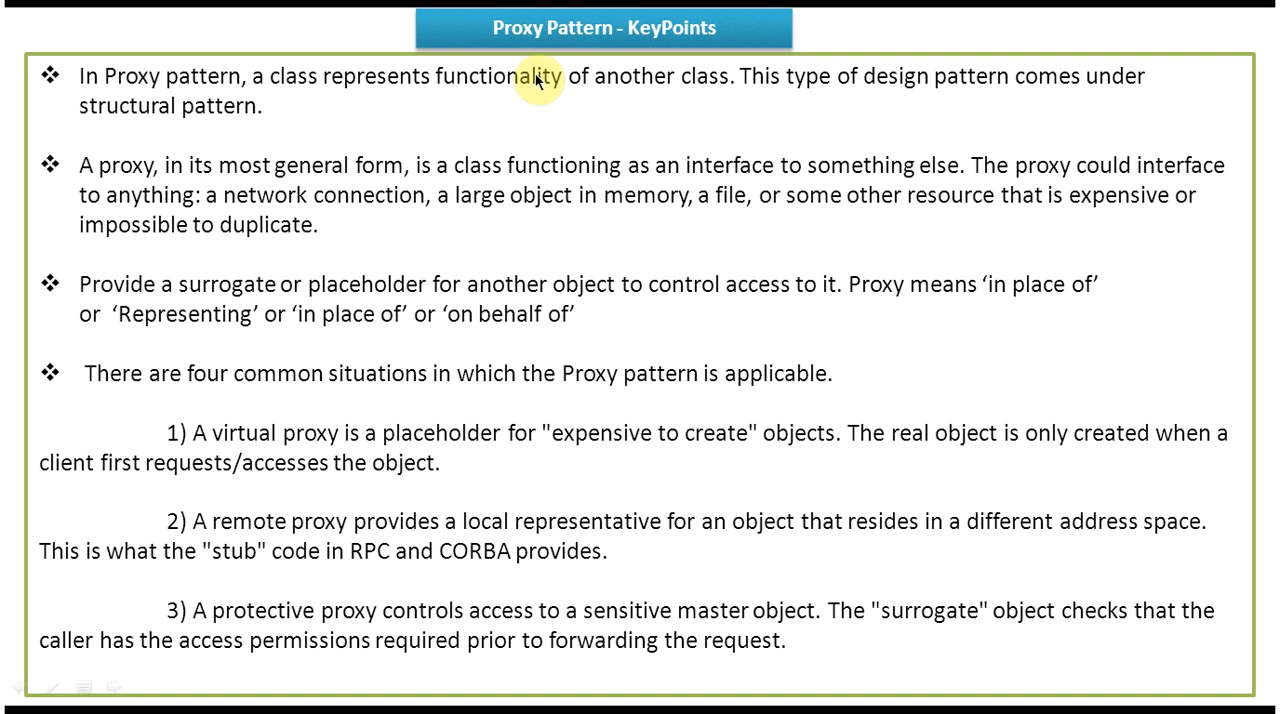 Proxy Pattern - KeyPoints
❖ In Proxy pattern, a class represents functionality of another class. This type of design pattern comes under
structural pattern.
❖ A proxy, in its most general form, is a class functioning as an interface to something else. The proxy could interface
to anything: a network connection, a large object in memory, a file, or some other resource that is expensive or
impossible to duplicate.
❖ Provide a surrogate or placeholder for another object to control access to it. Proxy means ‘in place of’
or ‘Representing’ or ‘in place of’ or ‘on behalf of’
❖ There are four common situations in which the Proxy pattern is applicable.
1) A virtual proxy is a placeholder for "expensive to create" objects. The real object is only created when a
client first requests/accesses the object.
2) A remote proxy provides a local representative for an object that resides in a different address space.
This is what the "stub" code in RPC and CORBA provides.
3) A protective proxy controls access to a sensitive master object. The "surrogate" object checks that the
caller has the access permissions required prior to forwarding the request.